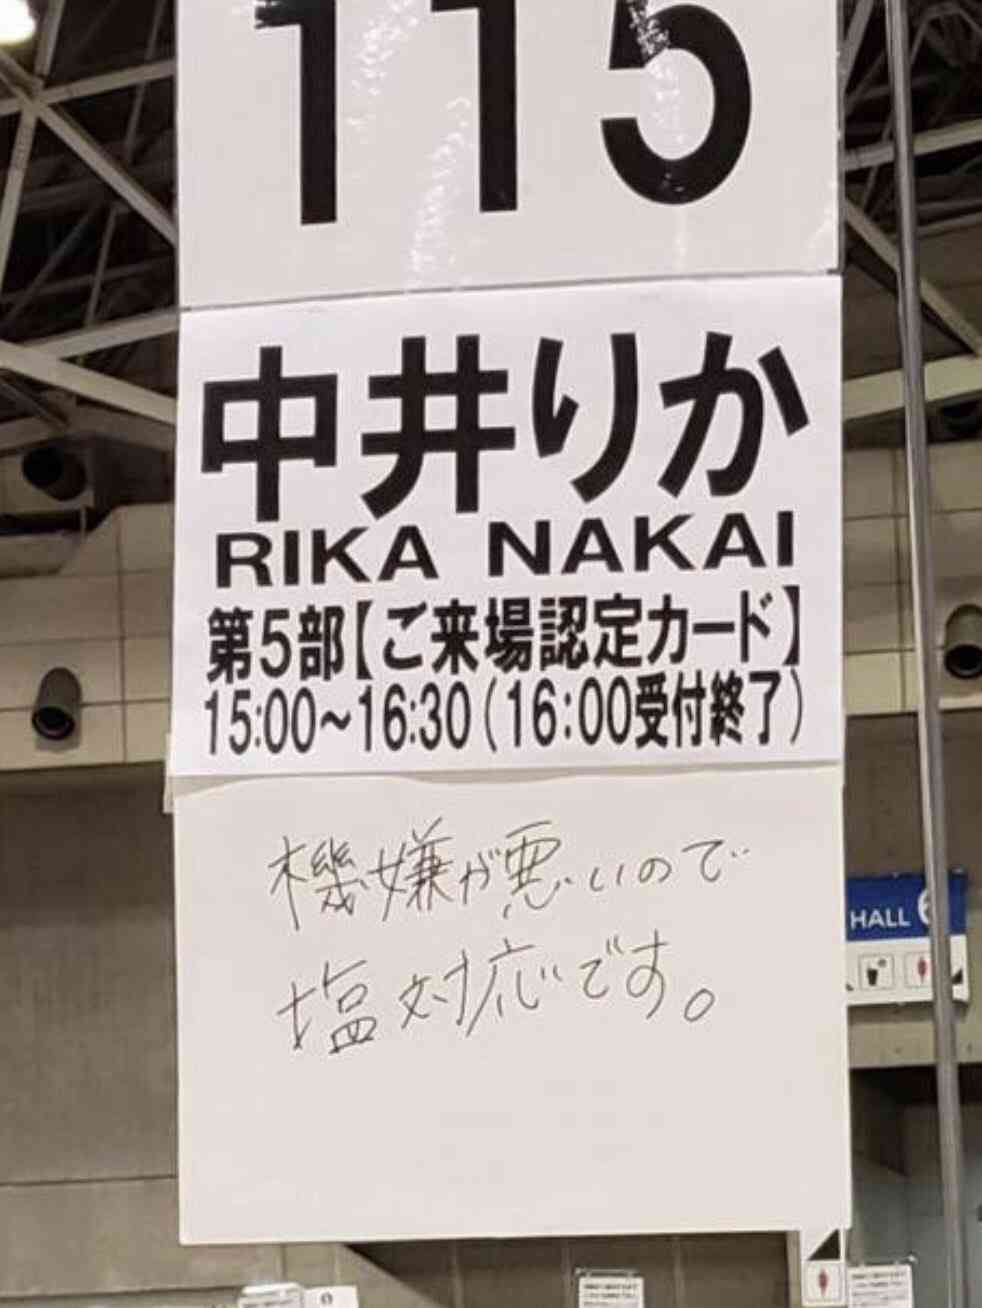 115
中井りか
RIKA NAKAI
第5部【ご来場認定カード】
15:00～16:30(16:00受付終了)
機嫌が悪いので
塩対応です。
HALL 6